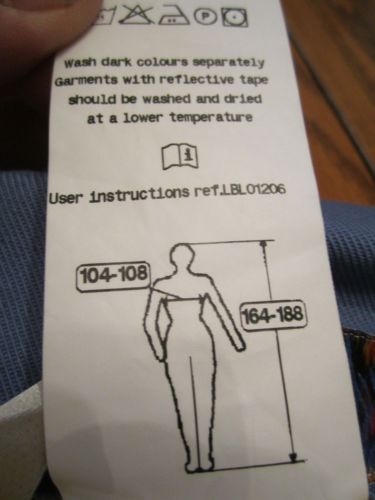 P
Wash dark colours separately
Garments with reflective tape
should be washed and dried
at a lower temperature
i
User instructions ref.LBL01206
104-108
164-188